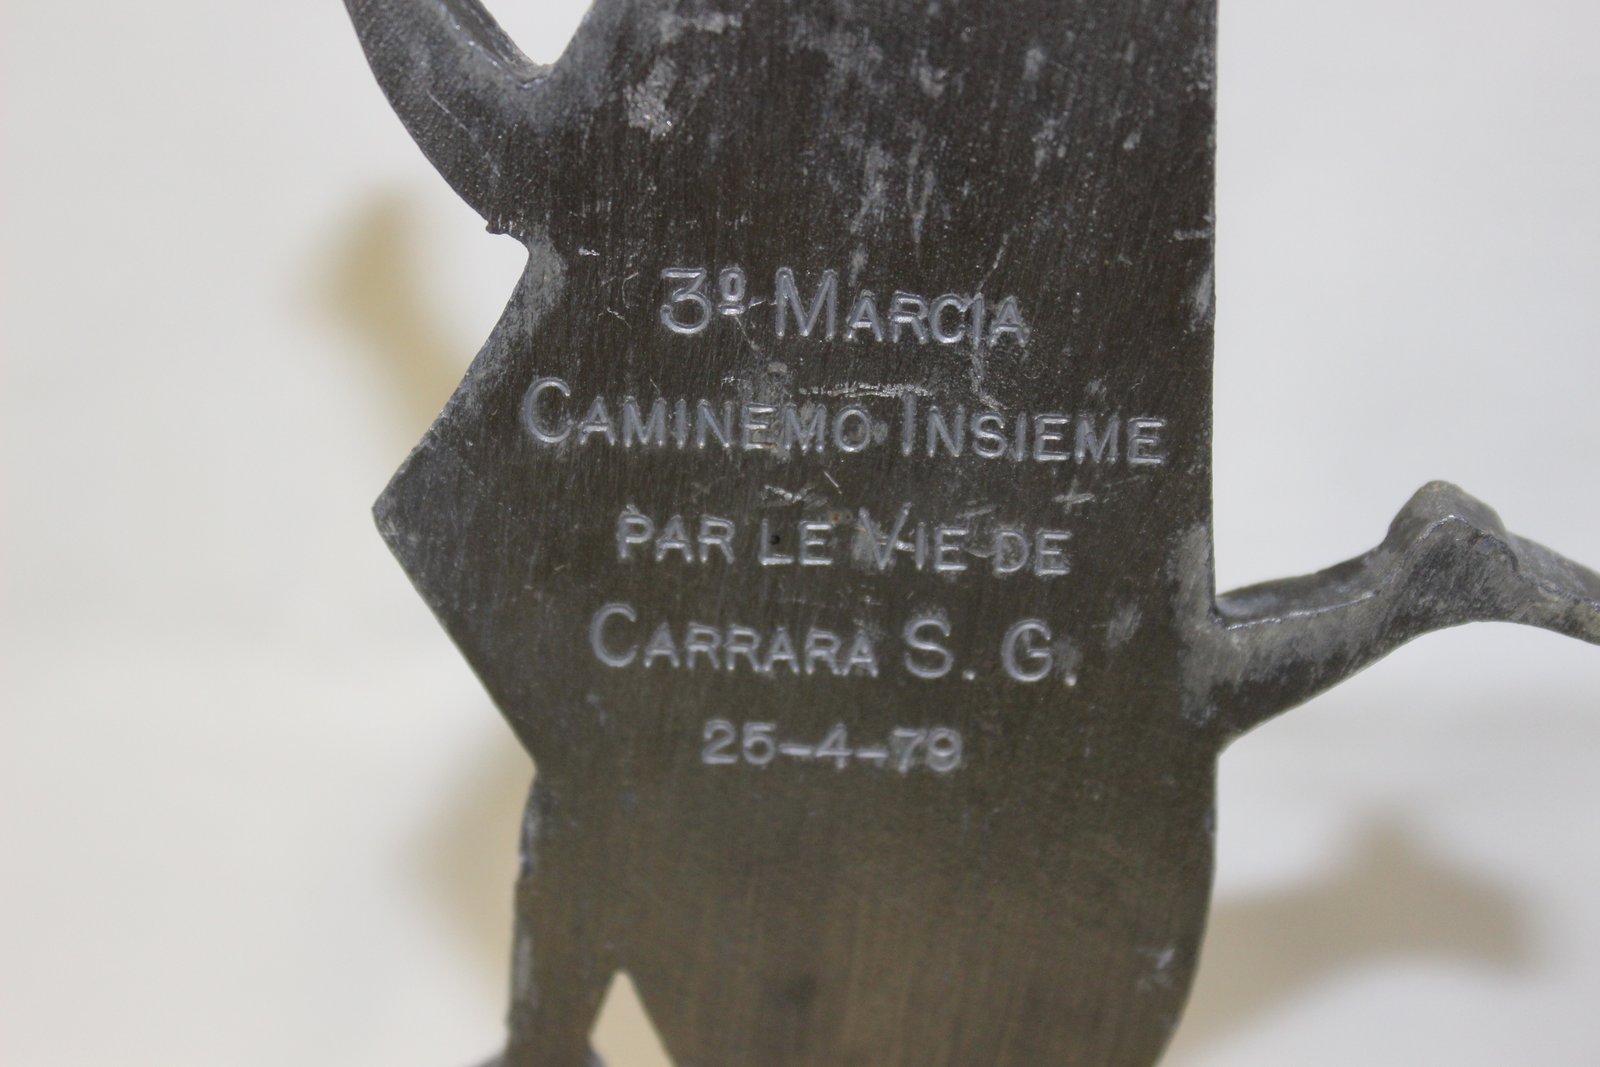 3º MARCIA
CAMINEMO INSIEME
PAR LE VIE DE
CARRARA S. G.
25-4-79